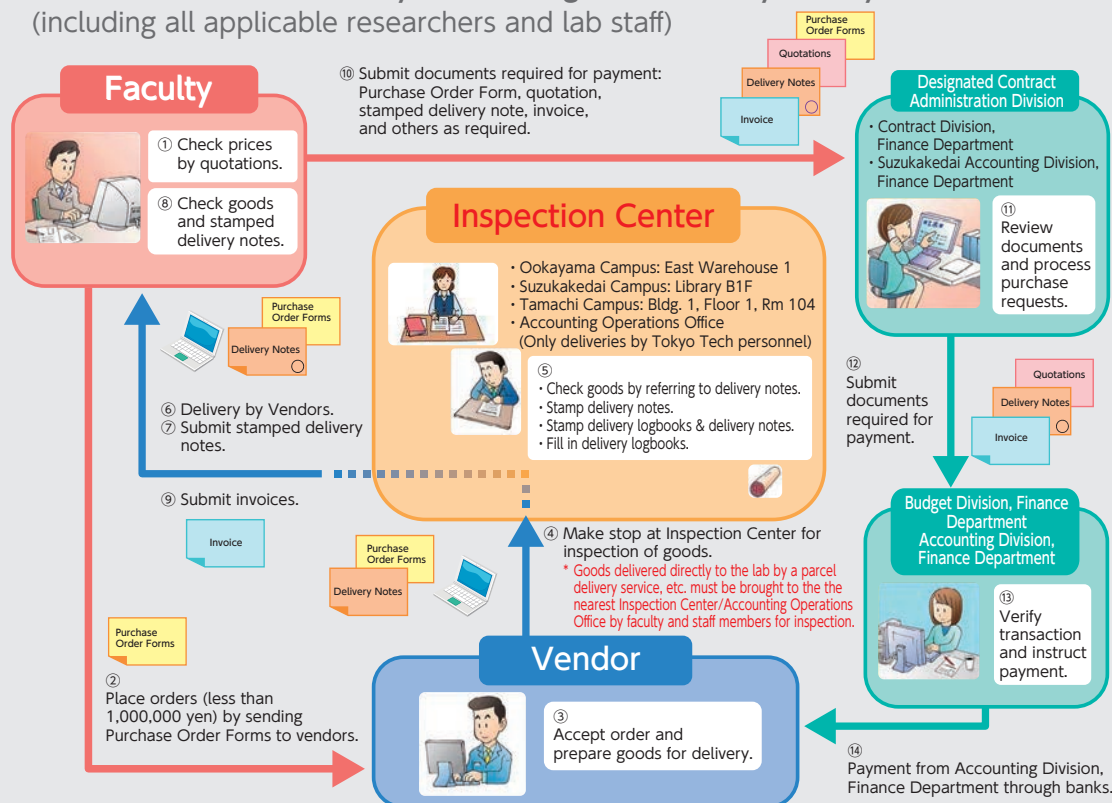 (including all applicable researchers and lab staff)
Faculty
① Check prices
by quotations.
⑧ Check goods
and stamped
delivery notes.
⑩ Submit documents required for payment:
Purchase Order Form, quotation,
stamped delivery note, invoice,
and others as required.
Purchase
Order Forms
Quotations
Delivery Notes
Invoice
Designated Contract
Administration Division
・Contract Division,
Finance Department
・Suzukakedai Accounting Division,
Finance Department
⑪
Review
documents
and process
purchase
requests.
Inspection Center
・Ookayama Campus: East Warehouse 1
・Suzukakedai Campus: Library B1F
・Tamachi Campus: Bldg. 1, Floor 1, Rm 104
・Accounting Operations Office
(Only deliveries by Tokyo Tech personnel)
⑤
・Check goods by referring to delivery notes.
・Stamp delivery notes.
・Stamp delivery logbooks & delivery notes.
・Fill in delivery logbooks.
Purchase
Order Forms
Delivery Notes
⑥ Delivery by Vendors.
⑦ Submit stamped delivery
notes.
⑨ Submit invoices.
Invoice
⑫
Submit
documents
required for
payment.
Quotations
Delivery Notes
Invoice
Purchase
Order Forms
Delivery Notes
④ Make stop at Inspection Center for
inspection of goods.
* Goods delivered directly to the lab by a parcel
delivery service, etc. must be brought to the the
nearest Inspection Center/Accounting Operations
Office by faculty and staff members for inspection.
Budget Division, Finance
Department
Accounting Division,
Finance Department
⑬
Verify
transaction
and instruct
payment.
Purchase
Order Forms
②
Place orders (less than
1,000,000 yen) by sending
Purchase Order Forms to vendors.
Vendor
③
Accept order and
prepare goods for delivery.
⑭
Payment from Accounting Division,
Finance Department through banks.